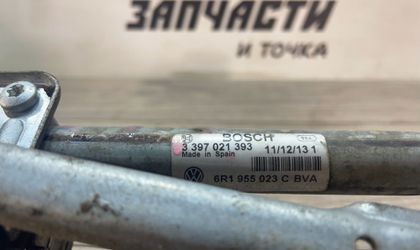 ЗАПЧАСТИ
И ТОЧКА
BOSCH
3 397 021 393 11/12/13 1
Made in Spain
6R1 955 023 C BVA